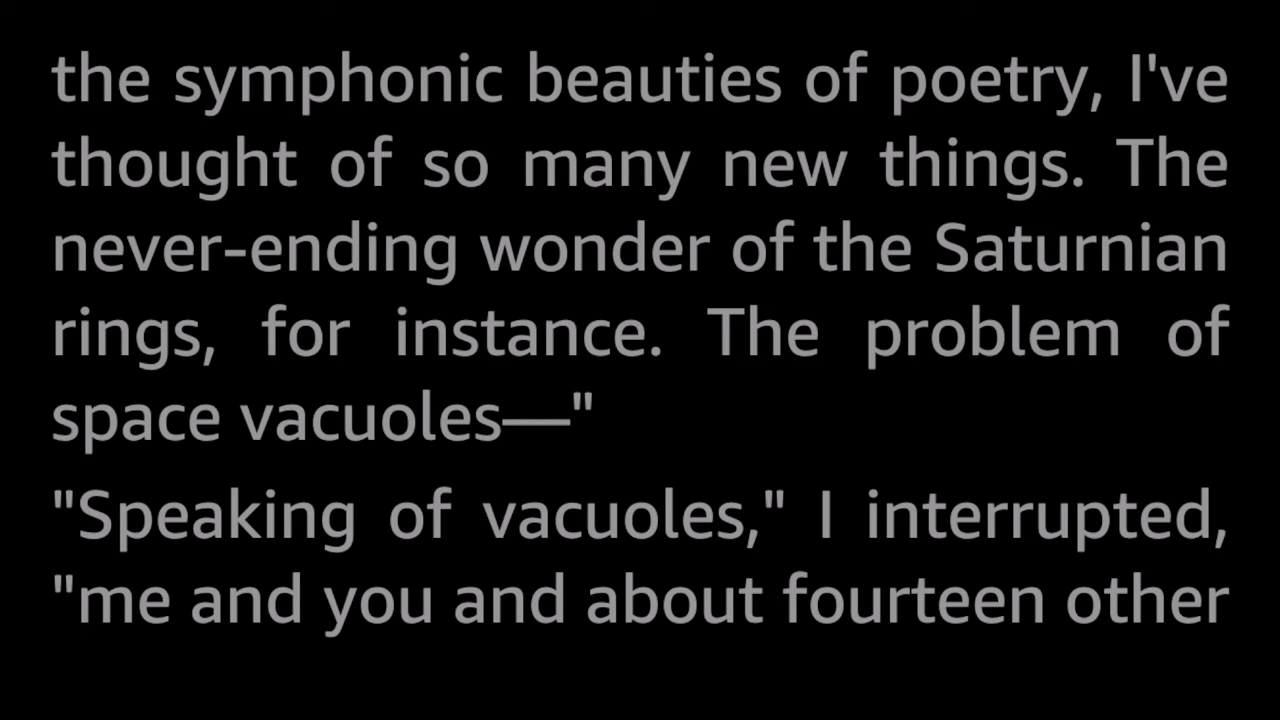 the symphonic beauties of poetry, I've
thought of so many new things. The
never-ending wonder of the Saturnian
rings, for instance. The problem of
space vacuoles—"
"Speaking of vacuoles," I interrupted,
"me and you and about fourteen other